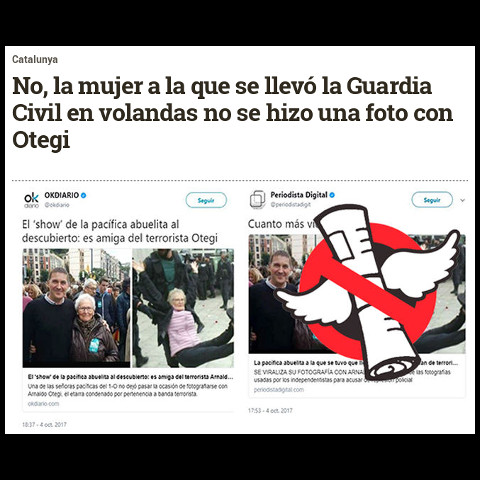 Catalunya
No, la mujer a la que se llevó la Guardia
Civil en volandas no se hizo una foto con
Otegi
ok
diario
OKDIARIO
@okdiario
Seguir
El 'show' de la pacífica abuelita al
descubierto: es amiga del terrorista Otegi
El 'show' de la pacífica abuelita al descubierto: es amiga del terrorista Arnald...
Una de las señoras pacíficas del 1-O no dejó pasar la ocasión de fotografiarse con
Arnaldo Otegi, el etarra condenado por pertenencia a banda terrorista.
okdiario.com
18:37 - 4 oct. 2017
Periodista Digital
@periodistadigit
Seguir
Cuanto más vi
La pacífica abuelita a la que se tuvo que lle an de terrori...
SE VIRALIZA SU FOTOGRAFÍA CON ARNA de las fotografías
usadas por los independentistas para acusar policial
periodistadigital.com
17:53 - 4 oct. 2017